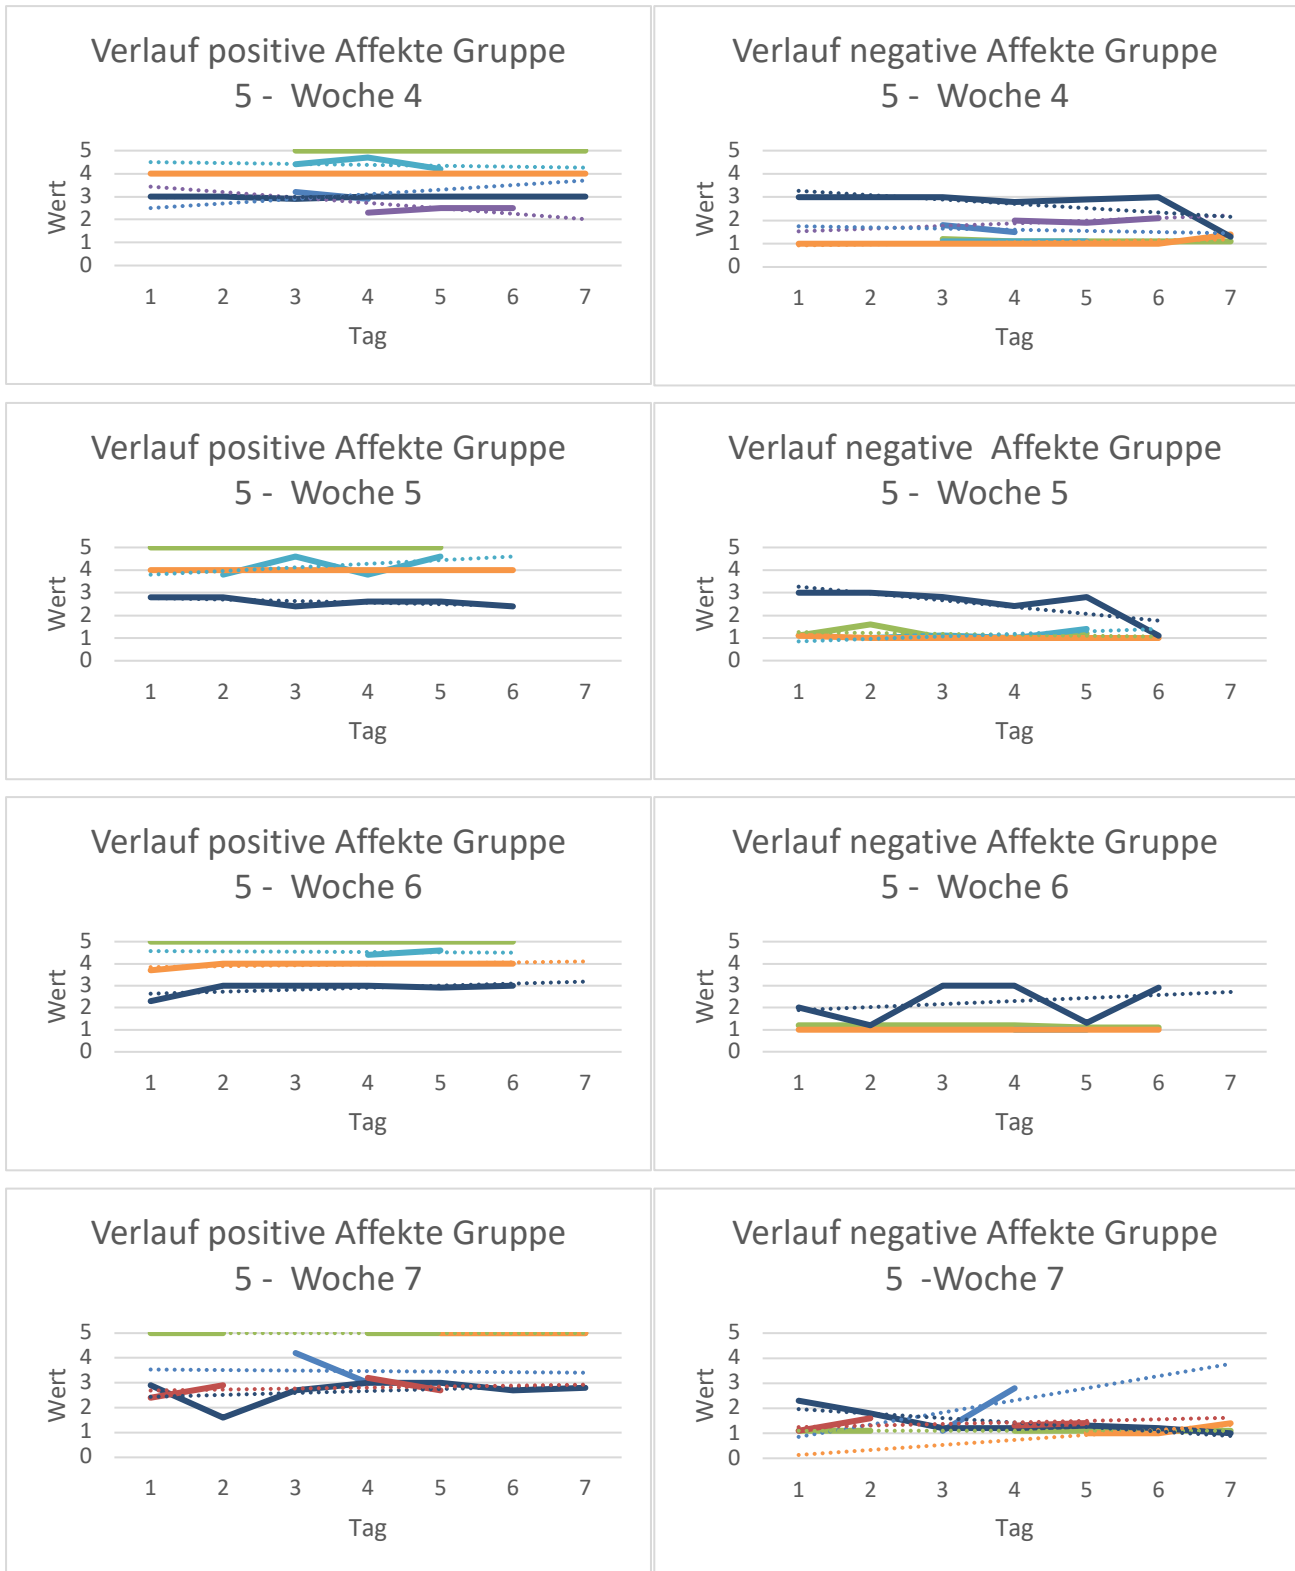 Verlauf positive Affekte Gruppe
5 -  Woche 4
5
4
3
2
1
0
Wert
1 2 3 4 5 6 7
Tag
Verlauf negative Affekte Gruppe
5 -  Woche 4
5
4
3
2
1
0
Wert
1 2 3 4 5 6 7
Tag
Verlauf positive Affekte Gruppe
5 -  Woche 5
5
4
3
2
1
0
Wert
1 2 3 4 5 6 7
Tag
Verlauf negative  Affekte Gruppe
5 -  Woche 5
5
4
3
2
1
0
Wert
1 2 3 4 5 6 7
Tag
Verlauf positive Affekte Gruppe
5 -  Woche 6
5
4
3
2
1
0
Wert
1 2 3 4 5 6 7
Tag
Verlauf negative Affekte Gruppe
5 -  Woche 6
5
4
3
2
1
0
Wert
1 2 3 4 5 6 7
Tag
Verlauf positive Affekte Gruppe
5 -  Woche 7
5
4
3
2
1
0
Wert
1 2 3 4 5 6 7
Tag
Verlauf negative Affekte Gruppe
5  -Woche 7
5
4
3
2
1
0
Wert
1 2 3 4 5 6 7
Tag